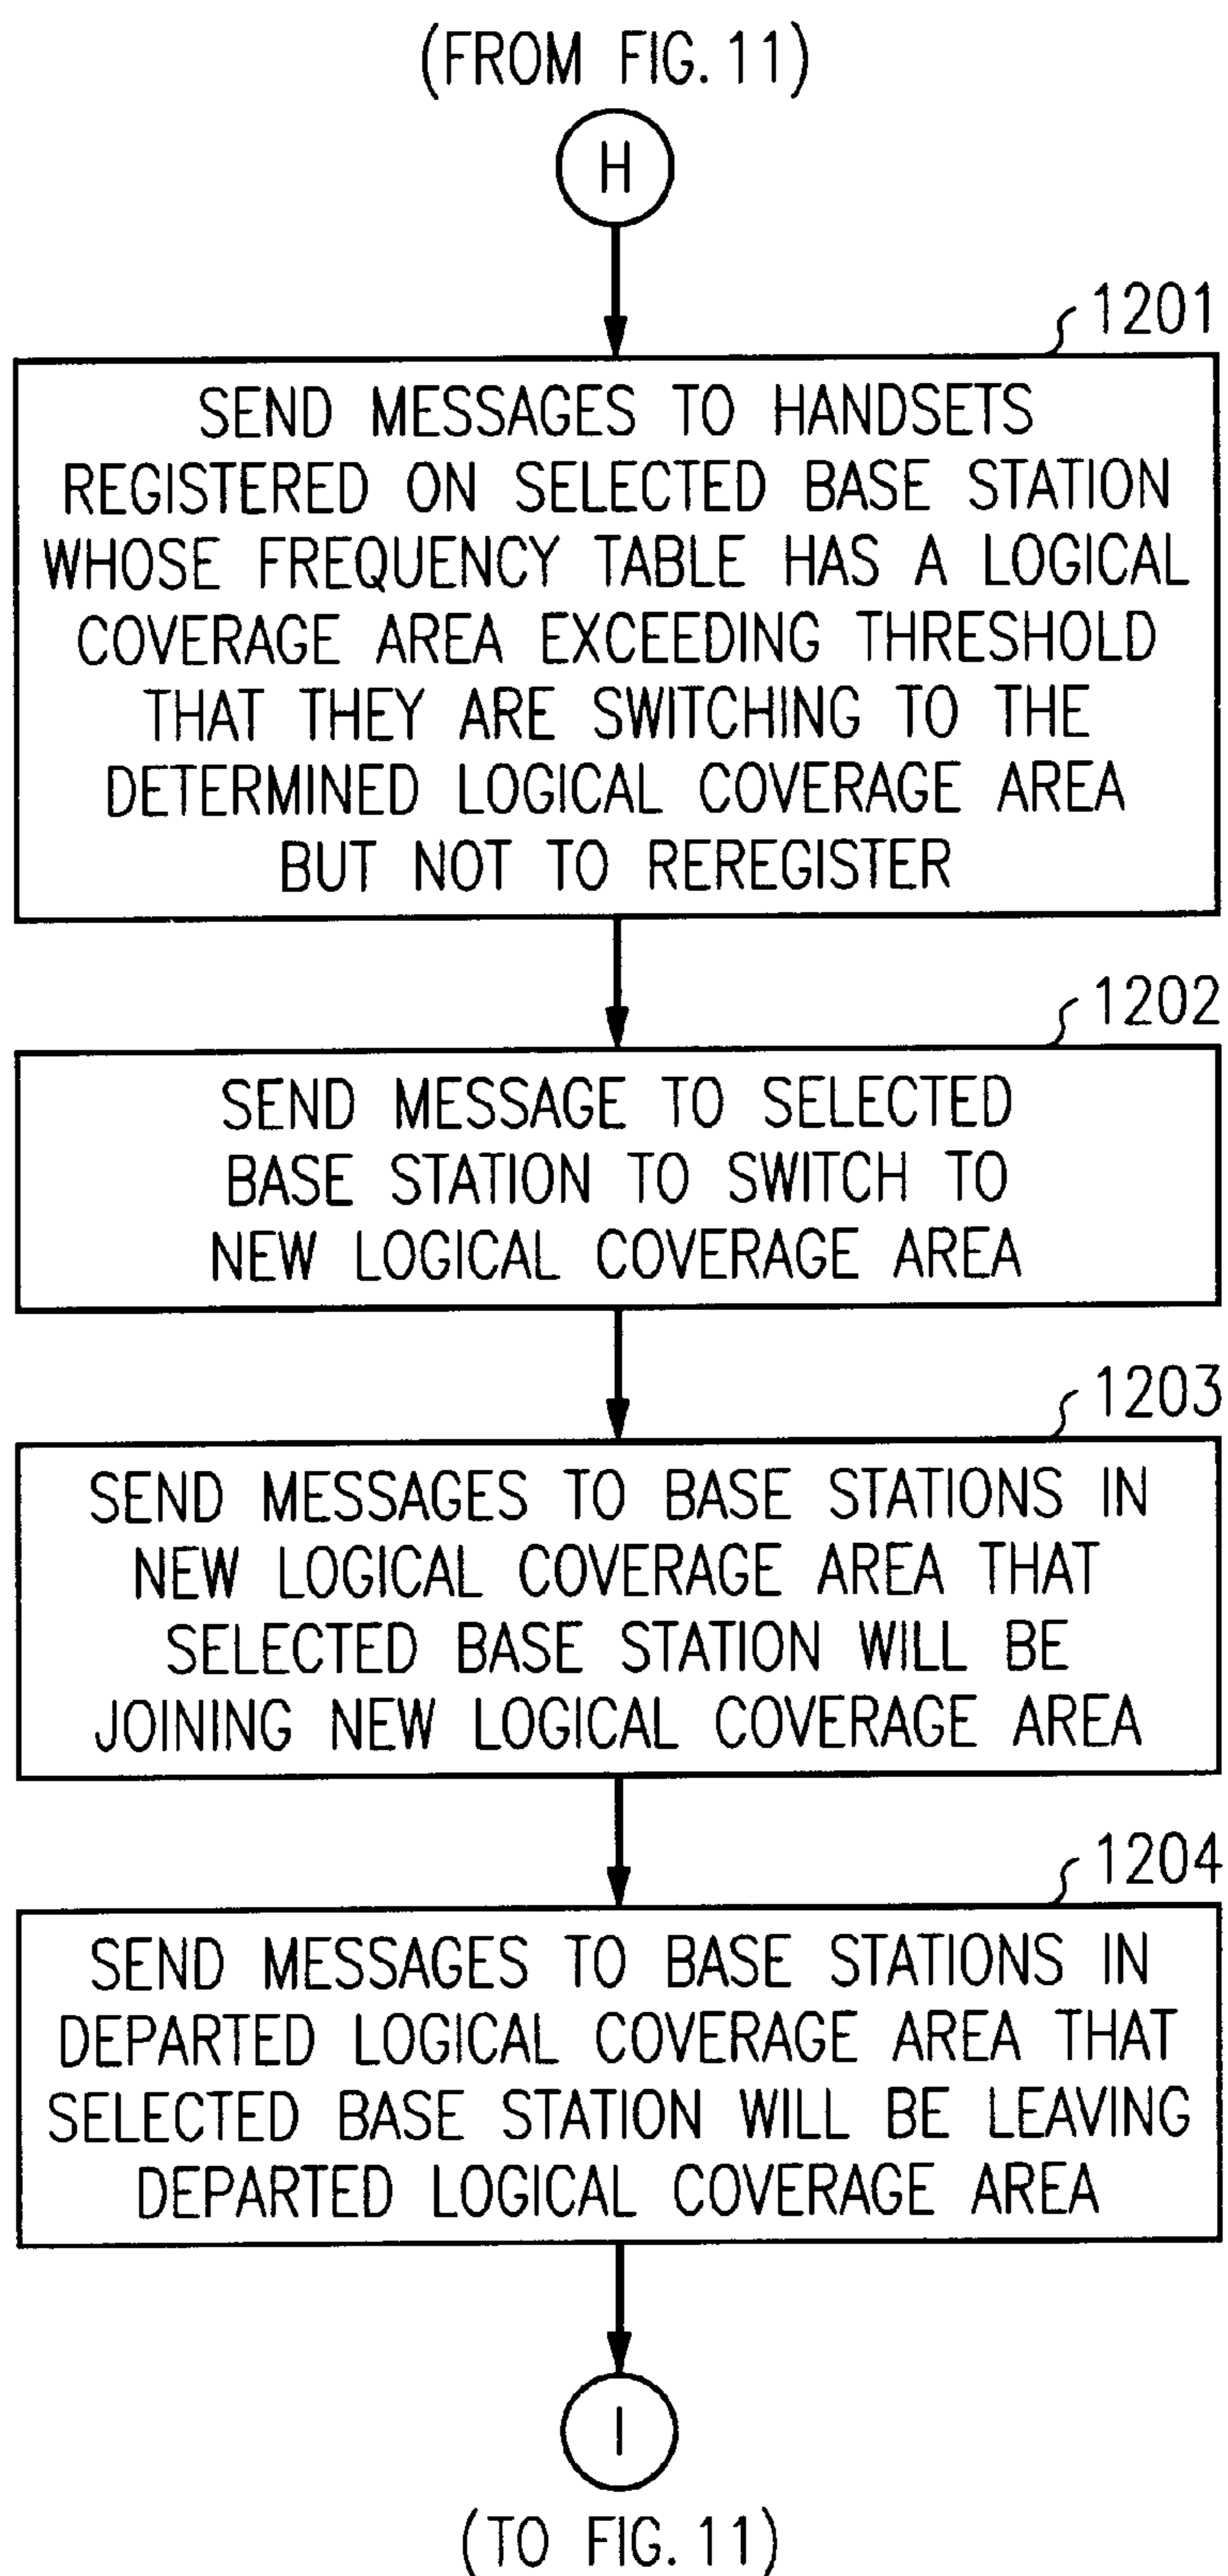 (FROM FIG. 11)
H
1201
SEND MESSAGES TO HANDSETS
REGISTERED ON SELECTED BASE STATION
WHOSE FREQUENCY TABLE HAS A LOGICAL
COVERAGE AREA EXCEEDING THRESHOLD
THAT THEY ARE SWITCHING TO THE
DETERMINED LOGICAL COVERAGE AREA
BUT NOT TO REREGISTER
1202
SEND MESSAGE TO SELECTED
BASE STATION TO SWITCH TO
NEW LOGICAL COVERAGE AREA
1203
SEND MESSAGES TO BASE STATIONS IN
NEW LOGICAL COVERAGE AREA THAT
SELECTED BASE STATION WILL BE
JOINING NEW LOGICAL COVERAGE AREA
1204
SEND MESSAGES TO BASE STATIONS IN
DEPARTED LOGICAL COVERAGE AREA THAT
SELECTED BASE STATION WILL BE LEAVING
DEPARTED LOGICAL COVERAGE AREA
I
(TO FIG. 11)